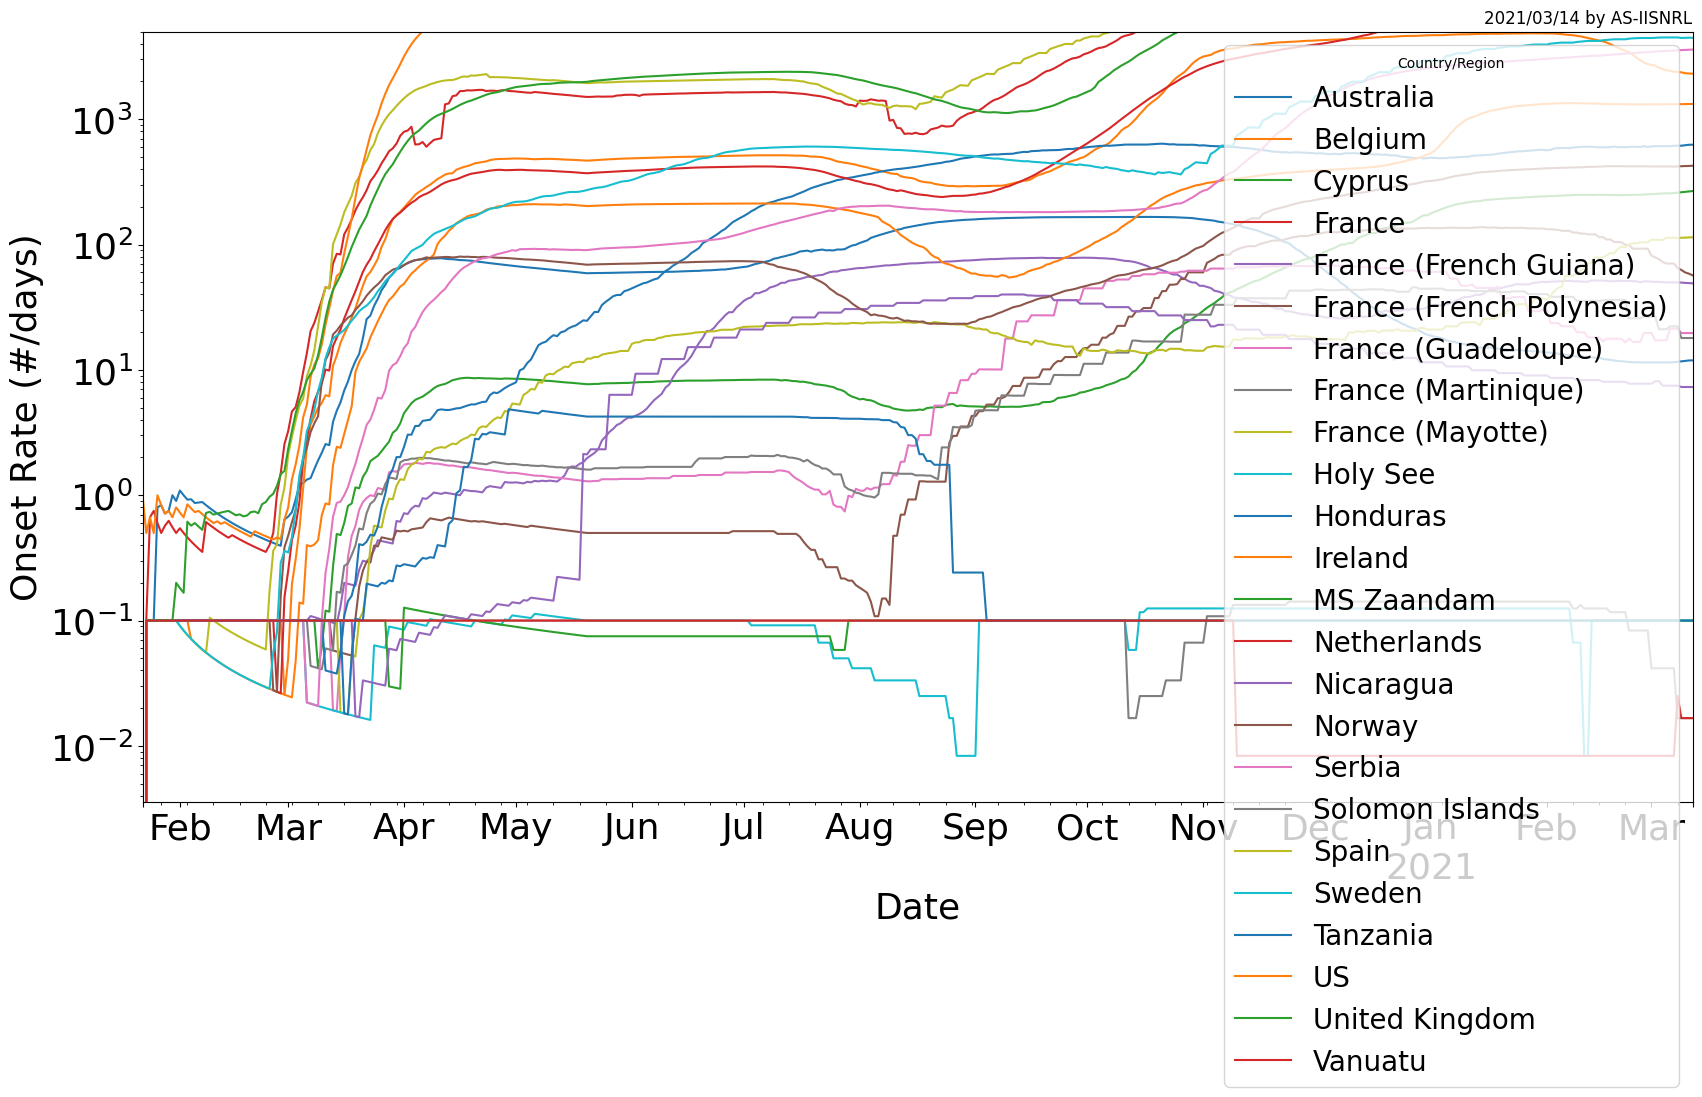 2021/03/14 by AS-IISNRL
Onset Rate (#/days)
10³
10²
10¹
10⁰
10⁻¹
10⁻²
Feb Mar Apr May Jun Jul Aug Sep Oct Nov Dec Jan Feb Mar
2021
Date
Country/Region
Australia
Belgium
Cyprus
France
France (French Guiana)
France (French Polynesia)
France (Guadeloupe)
France (Martinique)
France (Mayotte)
Holy See
Honduras
Ireland
MS Zaandam
Netherlands
Nicaragua
Norway
Serbia
Solomon Islands
Spain
Sweden
Tanzania
US
United Kingdom
Vanuatu